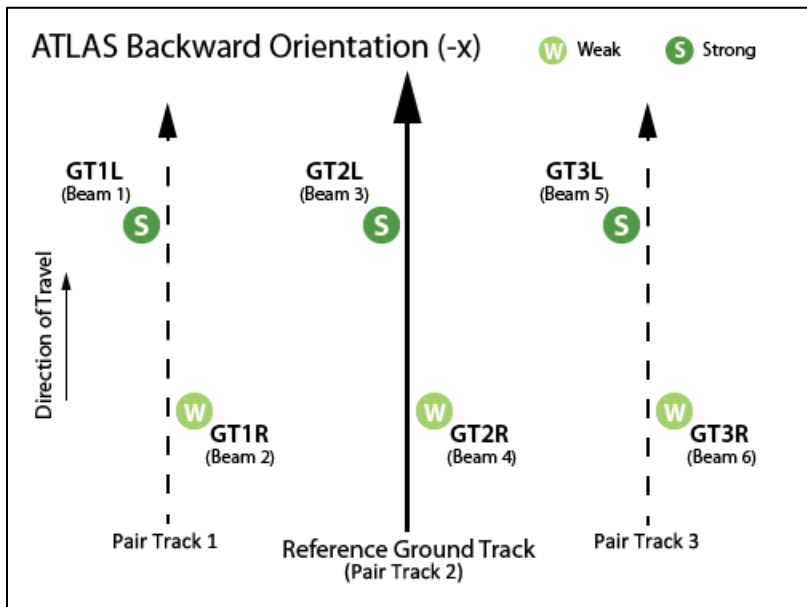 ATLAS Backward Orientation (-x)
W Weak
S Strong
GT1L
(Beam 1)
S
GT2L
(Beam 3)
S
GT3L
(Beam 5)
S
Direction of Travel
W
GT1R
(Beam 2)
W
GT2R
(Beam 4)
W
GT3R
(Beam 6)
Pair Track 1
Reference Ground Track
(Pair Track 2)
Pair Track 3